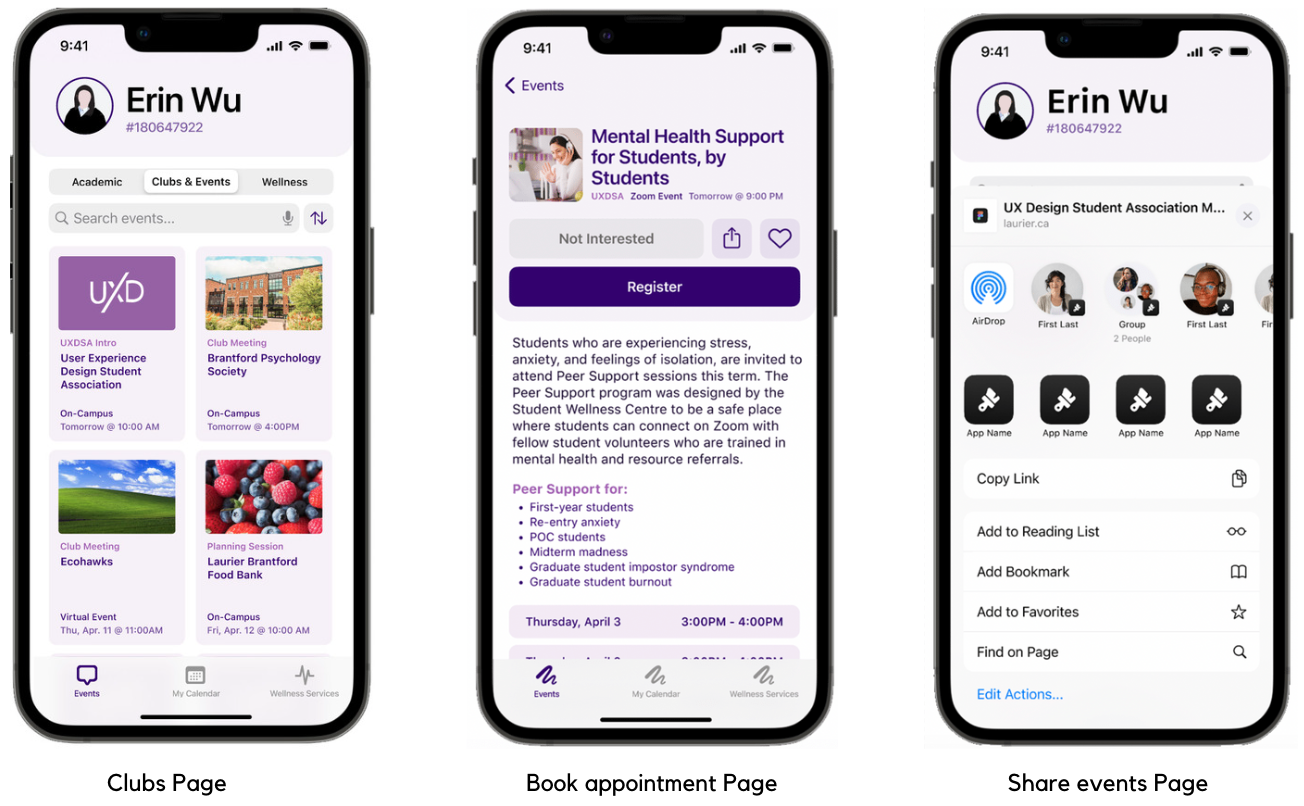 9:41
Erin Wu
#180647922
Academic
Clubs & Events
Wellness
Search events...
UXD
UXDSA Intro
User Experience
Design Student
Association
On-Campus
Tomorrow @ 10:00 AM
Club Meeting
Brantford Psychology
Society
On-Campus
Tomorrow @ 4:00PM
Club Meeting
Ecohawks
Virtual Event
Thu, Apr. 11 @ 11:00AM
Planning Session
Laurier Brantford
Food Bank
On-Campus
Fri, Apr. 12 @ 10:00 AM
Events
My Calendar
Wellness Services
Clubs Page
9:41
Events
Mental Health Support
for Students, by
Students
UXDSA Zoom Event Tomorrow @ 9:00 PM
Not Interested
Register
Students who are experiencing stress,
anxiety, and feelings of isolation, are invited to
attend Peer Support sessions this term. The
Peer Support program was designed by the
Student Wellness Centre to be a safe place
where students can connect on Zoom with
fellow student volunteers who are trained in
mental health and resource referrals.
Peer Support for:
• First-year students
• Re-entry anxiety
• POC students
• Midterm madness
• Graduate student impostor syndrome
• Graduate student burnout
Thursday, April 3 3:00PM - 4:00PM
Events
My Calendar
Wellness Services
Book appointment Page
9:41
Erin Wu
#180647922
UX Design Student Association M...
laurier.ca
AirDrop
First Last
Group
2 People
First Last
Fir
App Name
App Name
App Name
App Name
Copy Link
Add to Reading List
Add Bookmark
Add to Favorites
Find on Page
Edit Actions...
Share events Page